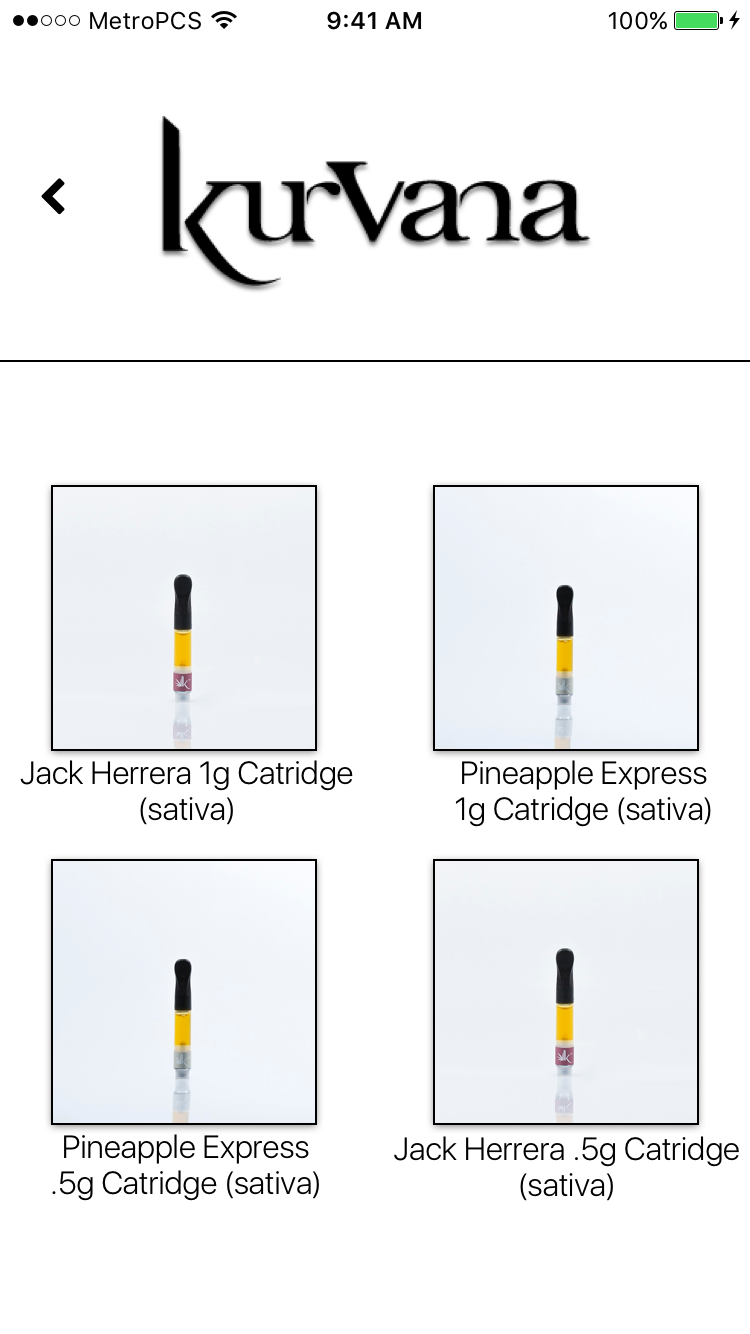 MetroPCS 9:41 AM 100%
kurvana
Jack Herrera 1g Catridge
(sativa)
Pineapple Express
1g Catridge (sativa)
Pineapple Express
.5g Catridge (sativa)
Jack Herrera .5g Catridge
(sativa)